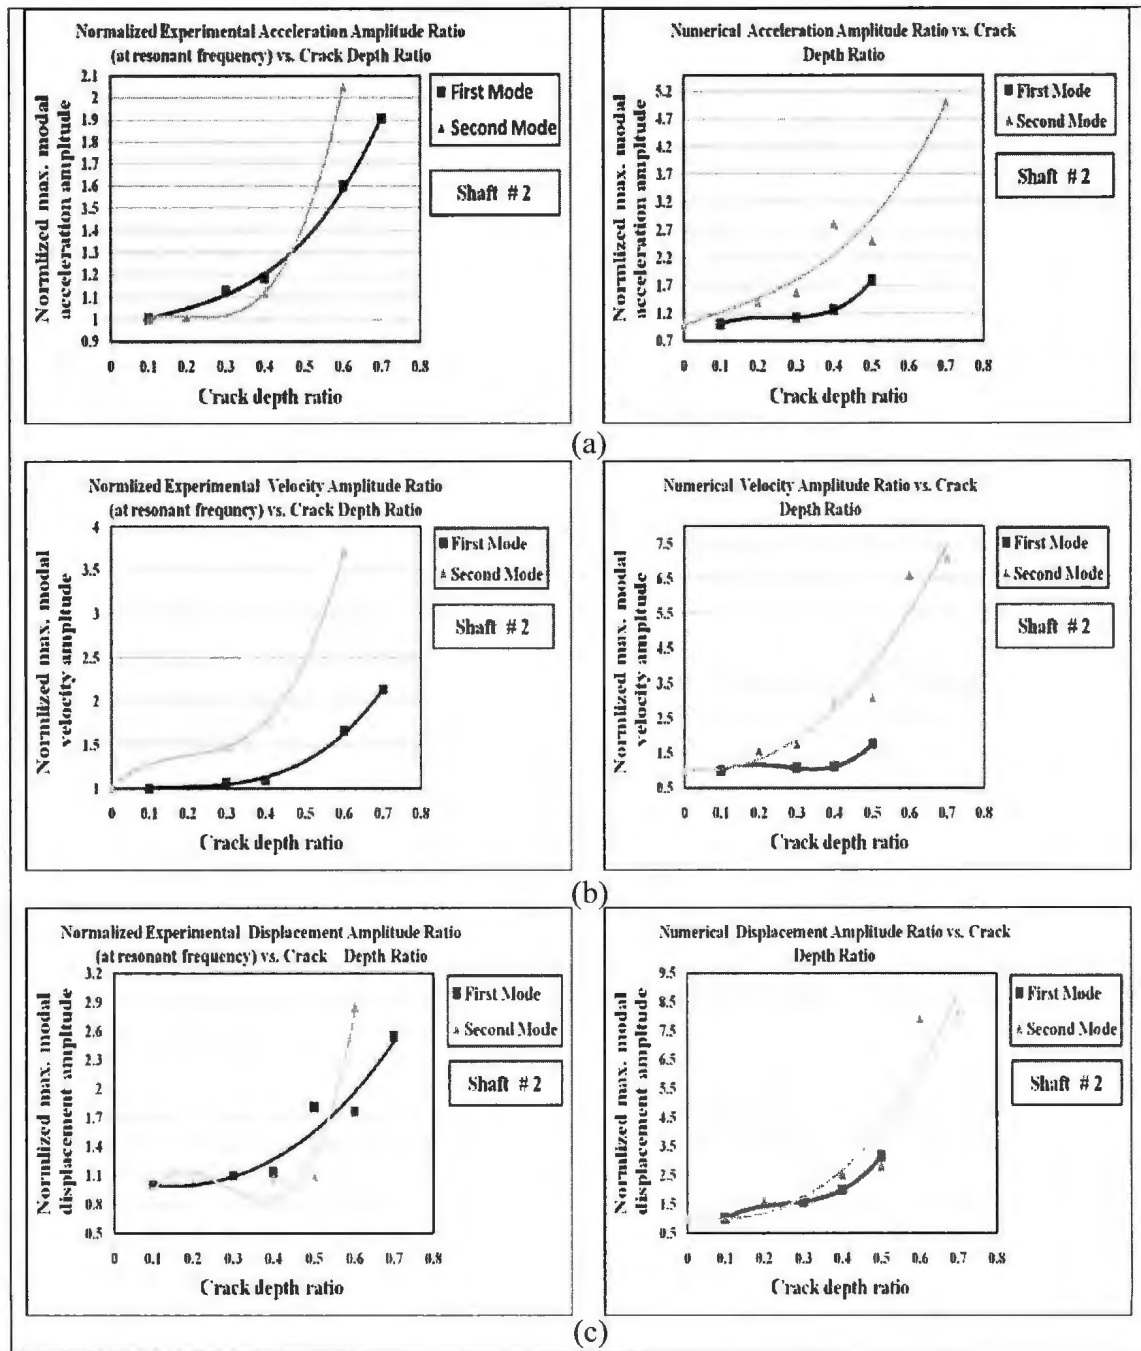 Normalized Experimental Acceleration Amplitude Ratio
(at resonant frequency) vs. Crack Depth Ratio
Normlized max. modal
acceleration ampltude
2.1
2
1.9
1.8
1.7
1.6
1.5
1.4
1.3
1.2
1.1
1
0.9
0 0.1 0.2 0.3 0.4 0.5 0.6 0.7 0.8
Crack depth ratio
First Mode
Second Mode
Shaft # 2
Numerical Acceleration Amplitude Ratio vs. Crack
Depth Ratio
Normlized max. modal
acceleration ampltude
5.2
4.7
4.2
3.7
3.2
2.7
2.2
1.7
1.2
0.7
0 0.1 0.2 0.3 0.4 0.5 0.6 0.7 0.8
Crack depth ratio
First Mode
Second Mode
Shaft # 2
(a)
Normlized Experimental Velocity Amplitude Ratio
(at resonant frequncy) vs. Crack Depth Ratio
Normlized max. modal
velocity ampltude
4
3.5
3
2.5
2
1.5
1
0 0.1 0.2 0.3 0.4 0.5 0.6 0.7 0.8
Crack depth ratio
First Mode
Second Mode
Shaft # 2
Numerical Velocity Amplitude Ratio vs. Crack
Depth Ratio
Normlized max. modal
velocity ampltude
7.5
6.5
5.5
4.5
3.5
2.5
1.5
0.5
0 0.1 0.2 0.3 0.4 0.5 0.6 0.7 0.8
Crack depth ratio
First Mode
Second Mode
Shaft # 2
(b)
Normalized Experimental Displacement Amplitude Ratio
(at resonant frequency) vs. Crack Depth Ratio
Normlized max. modal
displacement ampltude
3.2
2.9
2.6
2.3
2
1.7
1.4
1.1
0.8
0.5
0 0.1 0.2 0.3 0.4 0.5 0.6 0.7 0.8
Crack depth ratio
First Mode
Second Mode
Shaft # 2
Numerical Displacement Amplitude Ratio vs. Crack
Depth Ratio
Normlized max. modal
displacement ampltude
9.5
8.5
7.5
6.5
5.5
4.5
3.5
2.5
1.5
0.5
0 0.1 0.2 0.3 0.4 0.5 0.6 0.7 0.8
Crack depth ratio
First Mode
Second Mode
Shaft # 2
(c)